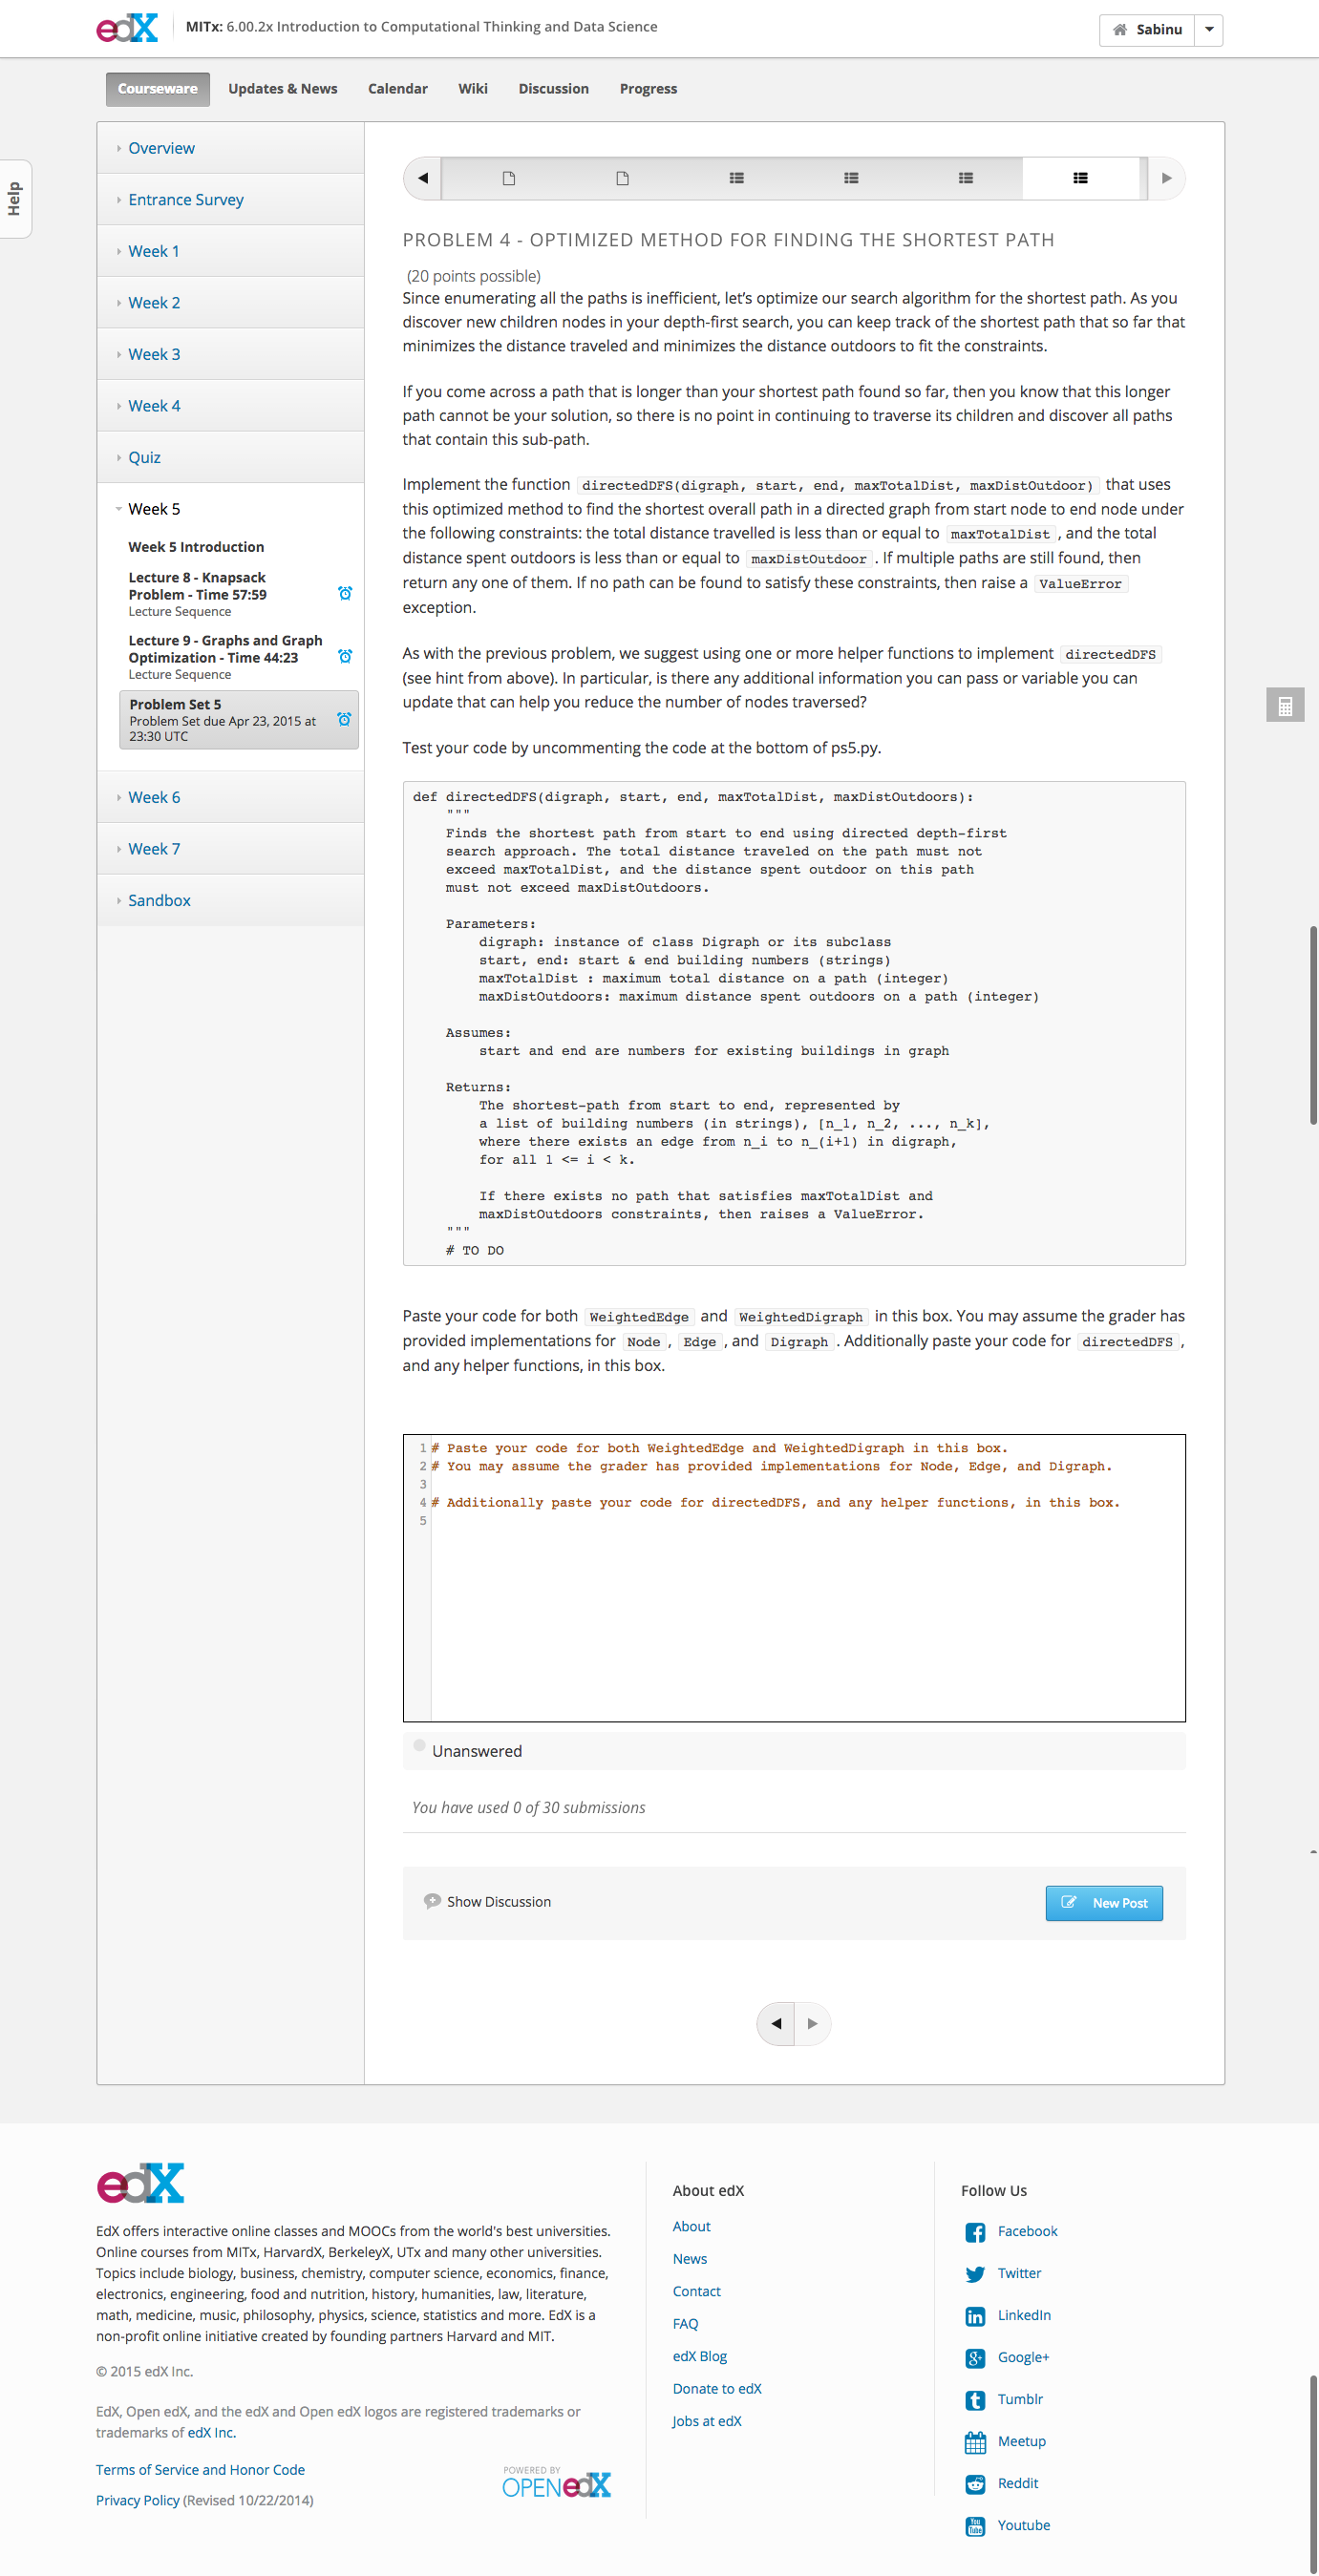 edX
MITx: 6.00.2x Introduction to Computational Thinking and Data Science
Sabinu
Courseware
Updates & News
Calendar
Wiki
Discussion
Progress
Help
Overview
Entrance Survey
Week 1
Week 2
Week 3
Week 4
Quiz
Week 5
Week 5 Introduction
Lecture 8 - Knapsack
Problem - Time 57:59
Lecture Sequence
Lecture 9 - Graphs and Graph
Optimization - Time 44:23
Lecture Sequence
Problem Set 5
Problem Set due Apr 23, 2015 at
23:30 UTC
Week 6
Week 7
Sandbox
PROBLEM 4 - OPTIMIZED METHOD FOR FINDING THE SHORTEST PATH
(20 points possible)
Since enumerating all the paths is inefficient, let's optimize our search algorithm for the shortest path. As you
discover new children nodes in your depth-first search, you can keep track of the shortest path that so far that
minimizes the distance traveled and minimizes the distance outdoors to fit the constraints.
If you come across a path that is longer than your shortest path found so far, then you know that this longer
path cannot be your solution, so there is no point in continuing to traverse its children and discover all paths
that contain this sub-path.
Implement the function directedDFS(digraph, start, end, maxTotalDist, maxDistOutdoor) that uses
this optimized method to find the shortest overall path in a directed graph from start node to end node under
the following constraints: the total distance travelled is less than or equal to maxTotalDist, and the total
distance spent outdoors is less than or equal to maxDistOutdoor. If multiple paths are still found, then
return any one of them. If no path can be found to satisfy these constraints, then raise a ValueError
exception.
As with the previous problem, we suggest using one or more helper functions to implement directedDFS
(see hint from above). In particular, is there any additional information you can pass or variable you can
update that can help you reduce the number of nodes traversed?
Test your code by uncommenting the code at the bottom of ps5.py.
def directedDFS(digraph, start, end, maxTotalDist, maxDistOutdoors):
"""
Finds the shortest path from start to end using directed depth-first
search approach. The total distance traveled on the path must not
exceed maxTotalDist, and the distance spent outdoor on this path
must not exceed maxDistOutdoors.
Parameters:
digraph: instance of class Digraph or its subclass
start, end: start & end building numbers (strings)
maxTotalDist : maximum total distance on a path (integer)
maxDistOutdoors: maximum distance spent outdoors on a path (integer)
Assumes:
start and end are numbers for existing buildings in graph
Returns:
The shortest-path from start to end, represented by
a list of building numbers (in strings), [n_1, n_2, ..., n_k],
where there exists an edge from n_i to n_(i+1) in digraph,
for all 1 <= i < k.
If there exists no path that satisfies maxTotalDist and
maxDistOutdoors constraints, then raises a ValueError.
"""
# TO DO
Paste your code for both WeightedEdge and WeightedDigraph in this box. You may assume the grader has
provided implementations for Node, Edge, and Digraph. Additionally paste your code for directedDFS,
and any helper functions, in this box.
1 # Paste your code for both WeightedEdge and WeightedDigraph in this box.
2 # You may assume the grader has provided implementations for Node, Edge, and Digraph.
3
4 # Additionally paste your code for directedDFS, and any helper functions, in this box.
5
Unanswered
You have used 0 of 30 submissions
Show Discussion
New Post
edX
EdX offers interactive online classes and MOOCs from the world's best universities.
Online courses from MITx, HarvardX, BerkeleyX, UTx and many other universities.
Topics include biology, business, chemistry, computer science, economics, finance,
electronics, engineering, food and nutrition, history, humanities, law, literature,
math, medicine, music, philosophy, physics, science, statistics and more. EdX is a
non-profit online initiative created by founding partners Harvard and MIT.
© 2015 edX Inc.
EdX, Open edX, and the edX and Open edX logos are registered trademarks or
trademarks of edX Inc.
Terms of Service and Honor Code
Privacy Policy (Revised 10/22/2014)
POWERED BY
OPEN edX
About edX
About
News
Contact
FAQ
edX Blog
Donate to edX
Jobs at edX
Follow Us
Facebook
Twitter
LinkedIn
Google+
Tumblr
Meetup
Reddit
Youtube